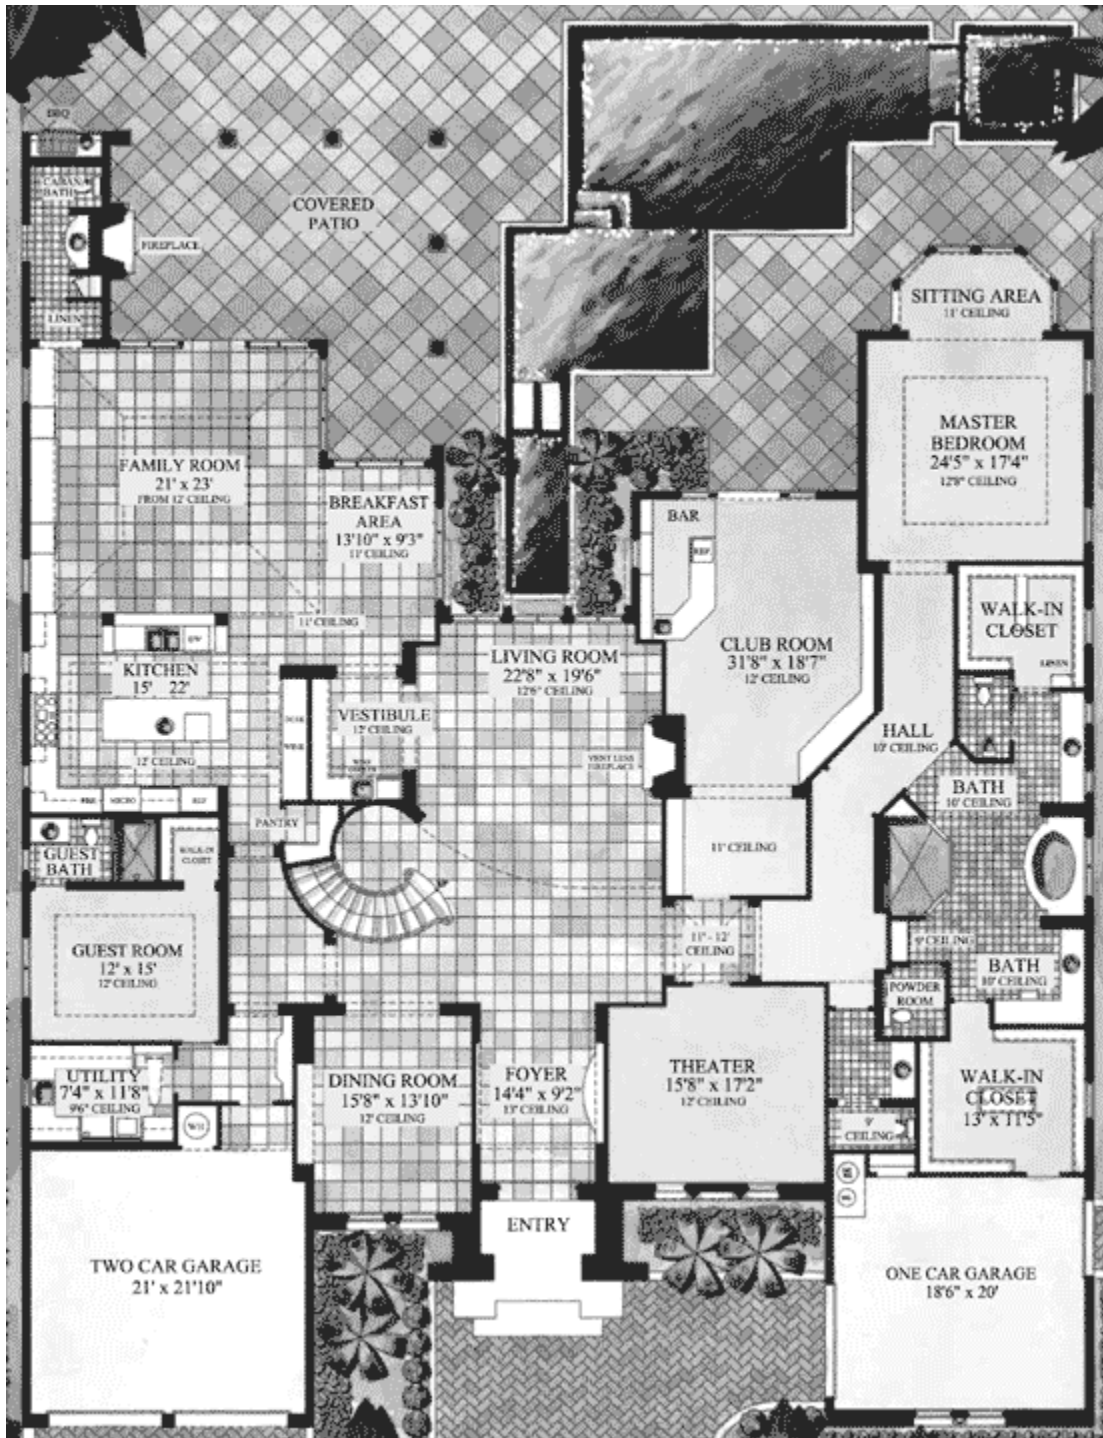 BBQ
CABANA
BATH
COVERED
PATIO
FIREPLACE
LINEN
SITTING AREA
11' CEILING
MASTER
BEDROOM
24'5" x 17'4"
12'8" CEILING
FAMILY ROOM
21' x 23'
FROM 12' CEILING
BREAKFAST
AREA
13'10" x 9'3"
11' CEILING
BAR
REF.
11' CEILING
WALK-IN
CLOSET
LINEN
CLUB ROOM
31'8" x 18'7"
12' CEILING
LIVING ROOM
22'8" x 19'6"
12'6" CEILING
DW
KITCHEN
15' 22'
12' CEILING
DESK
WINE
VESTIBULE
12' CEILING
VENT LESS
FIREPLACE
HALL
10' CEILING
BATH
10' CEILING
MICRO
REF
PANTRY
UP
GUEST
BATH
WALK-IN
CLOSET
11' CEILING
GUEST ROOM
12' x 15'
12' CEILING
11' - 12'
CEILING
9' CEILING
BATH
10' CEILING
POWDER
ROOM
UTILITY
7'4" x 11'8"
9'6" CEILING
WH
DINING ROOM
15'8" x 13'10"
12' CEILING
FOYER
14'4" x 9'2"
13' CEILING
THEATER
15'8" x 17'2"
12' CEILING
WALK-IN
CLOSET
13' x 11'5"
9'
CEILING
ENTRY
TWO CAR GARAGE
21' x 21'10"
ONE CAR GARAGE
18'6" x 20'